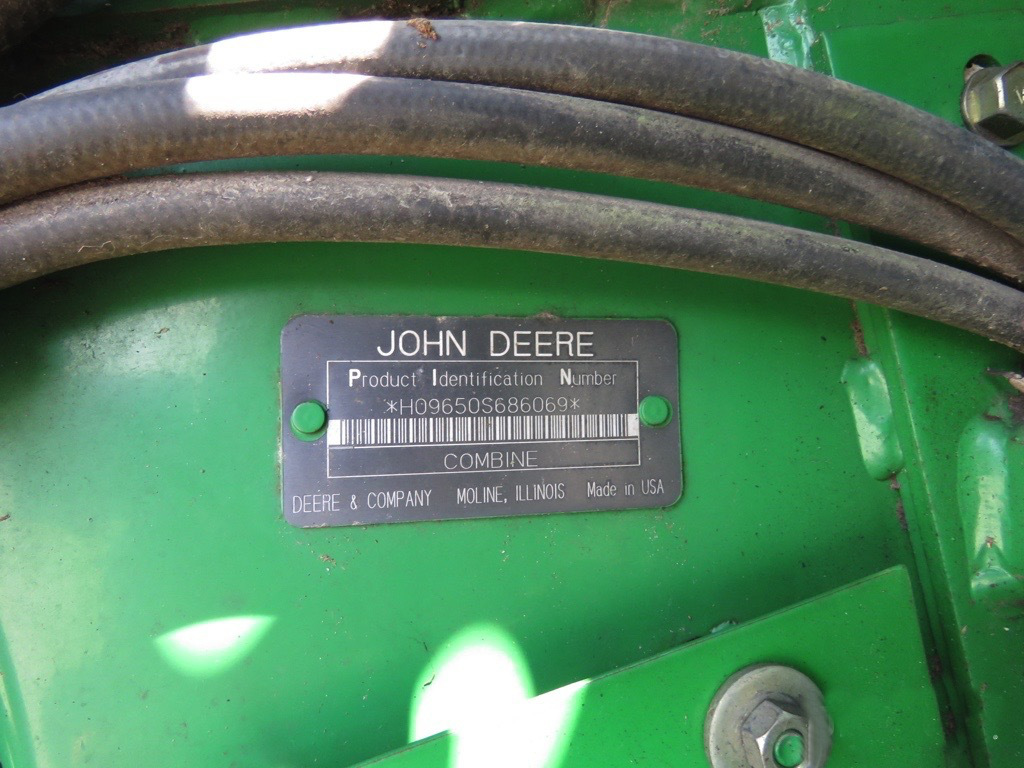 JOHN DEERE
Product Identification Number
*H09650S686069*
COMBINE
DEERE & COMPANY MOLINE, ILLINOIS Made in USA